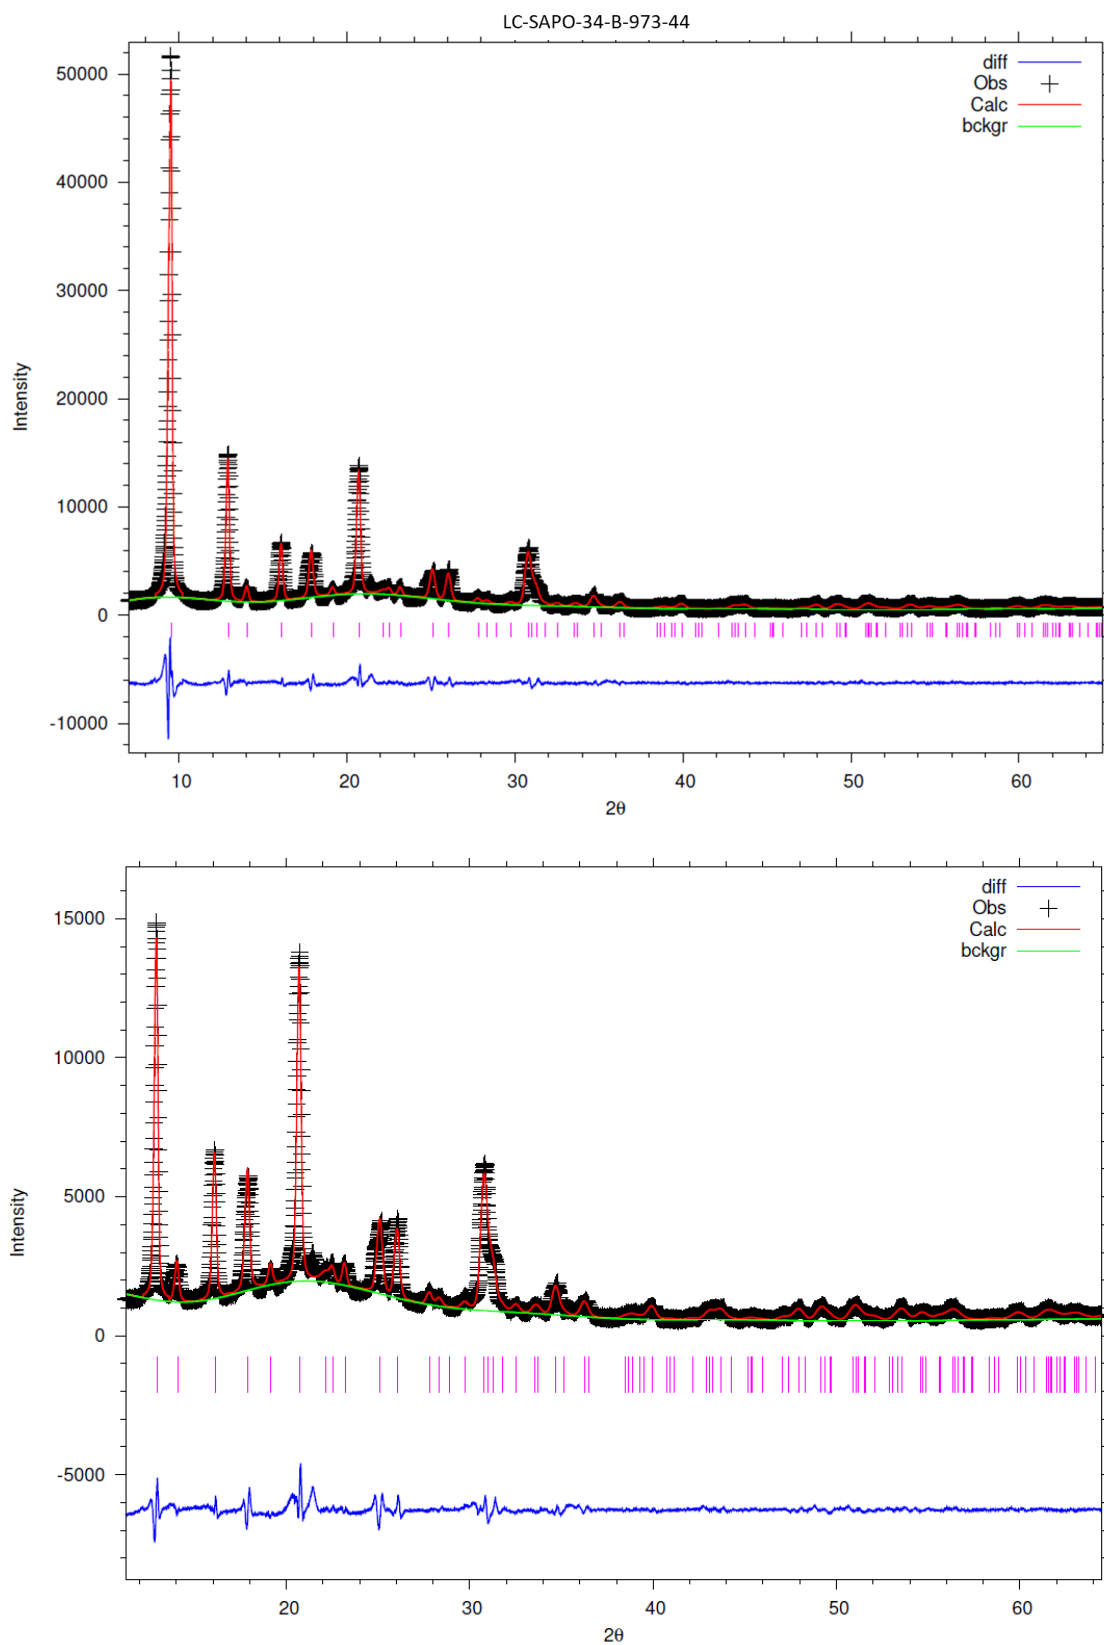 LC-SAPO-34-B-973-44
diff
Obs
Calc
bckgr
50000
40000
30000
20000
10000
0
-10000
Intensity
10 20 30 40 50 60
2θ
diff
Obs
Calc
bckgr
15000
10000
5000
0
-5000
Intensity
20 30 40 50 60
2θ